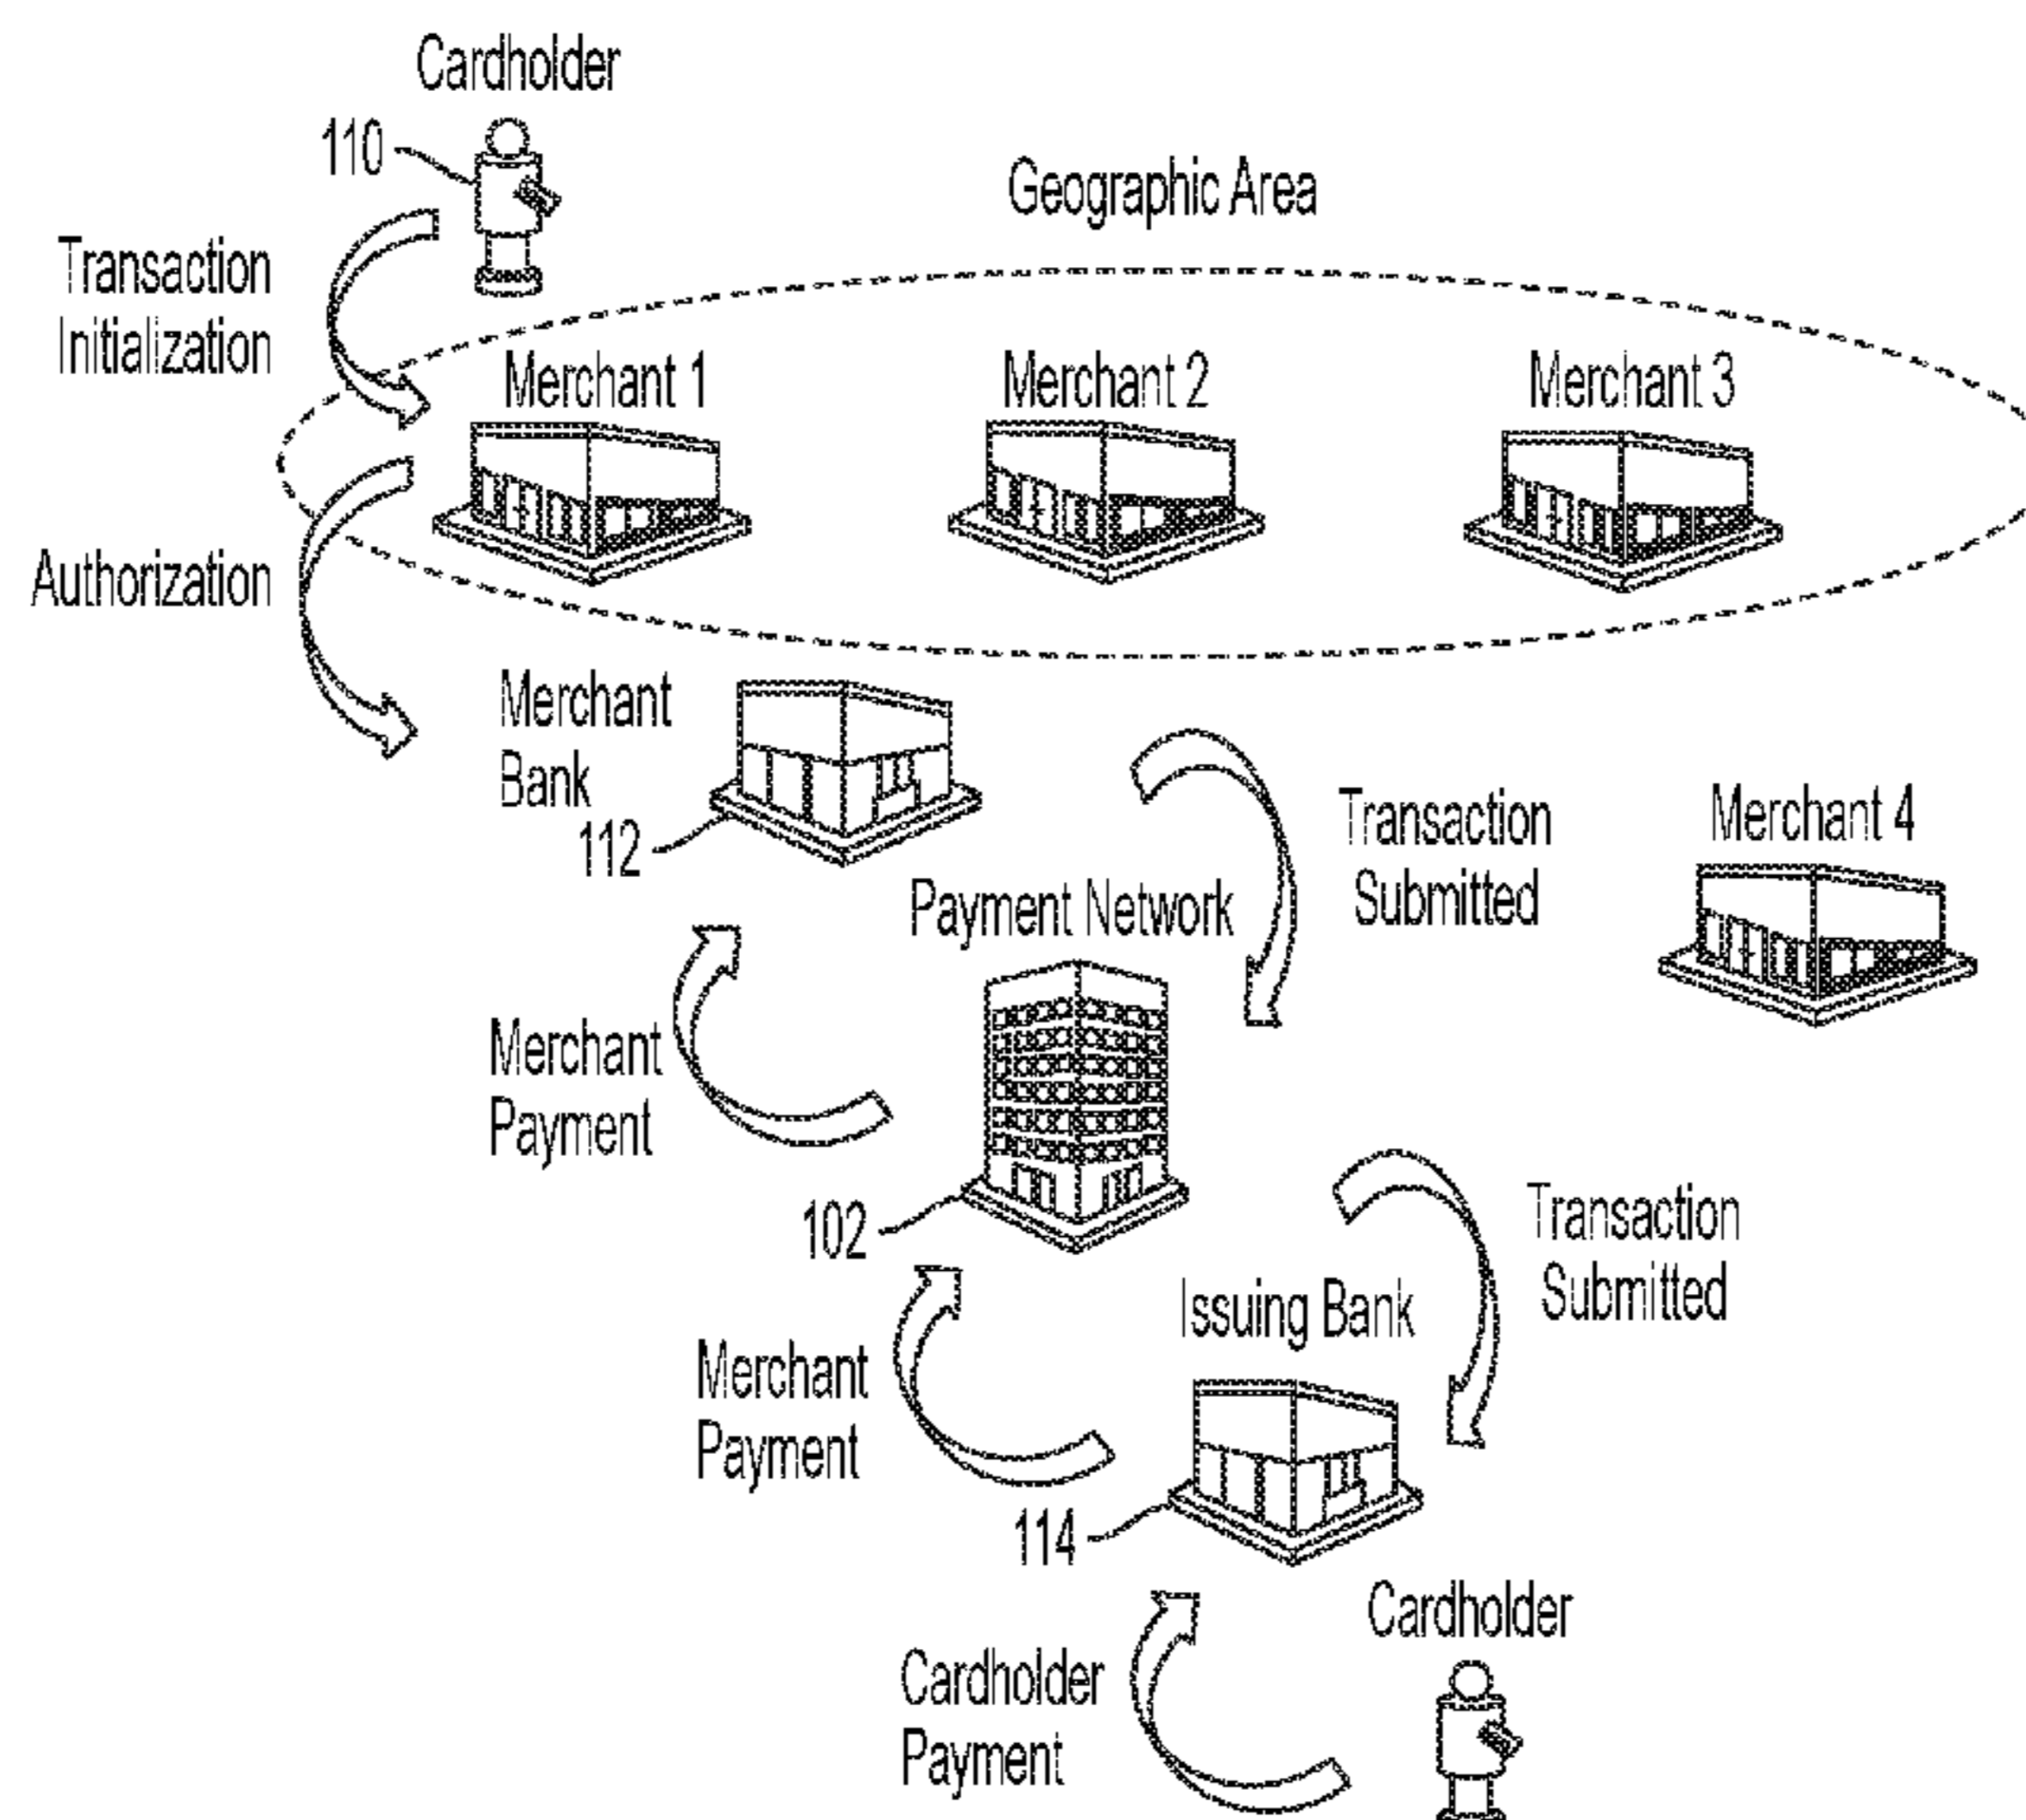 Cardholder
110
Geographic Area
Transaction
Initialization
Merchant 1
Merchant 2
Merchant 3
Authorization
Merchant
Bank
112
Transaction
Submitted
Merchant 4
Payment Network
Merchant
Payment
102
Transaction
Submitted
Issuing Bank
Merchant
Payment
114
Cardholder
Cardholder
Payment